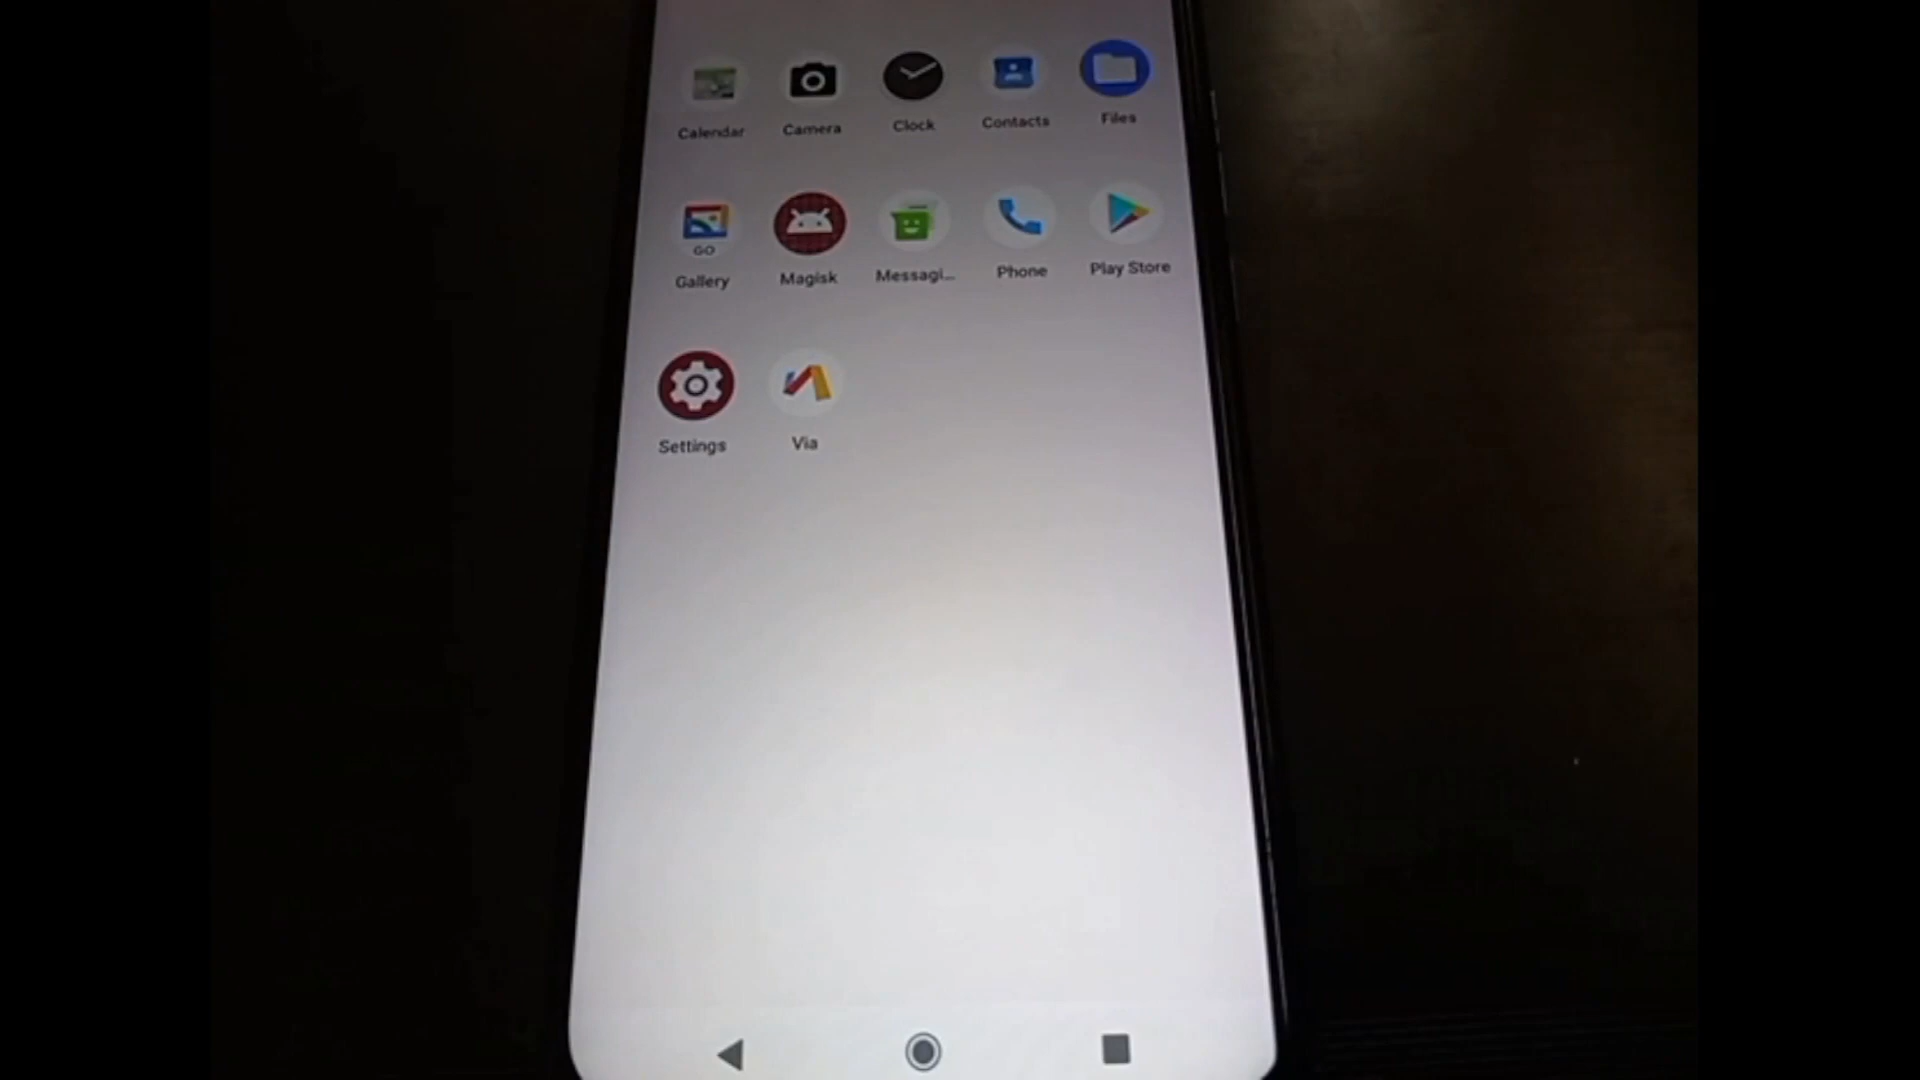 Calendar Camera Clock Contacts Files
GO
Gallery Magisk Messagi... Phone Play Store
Settings Via